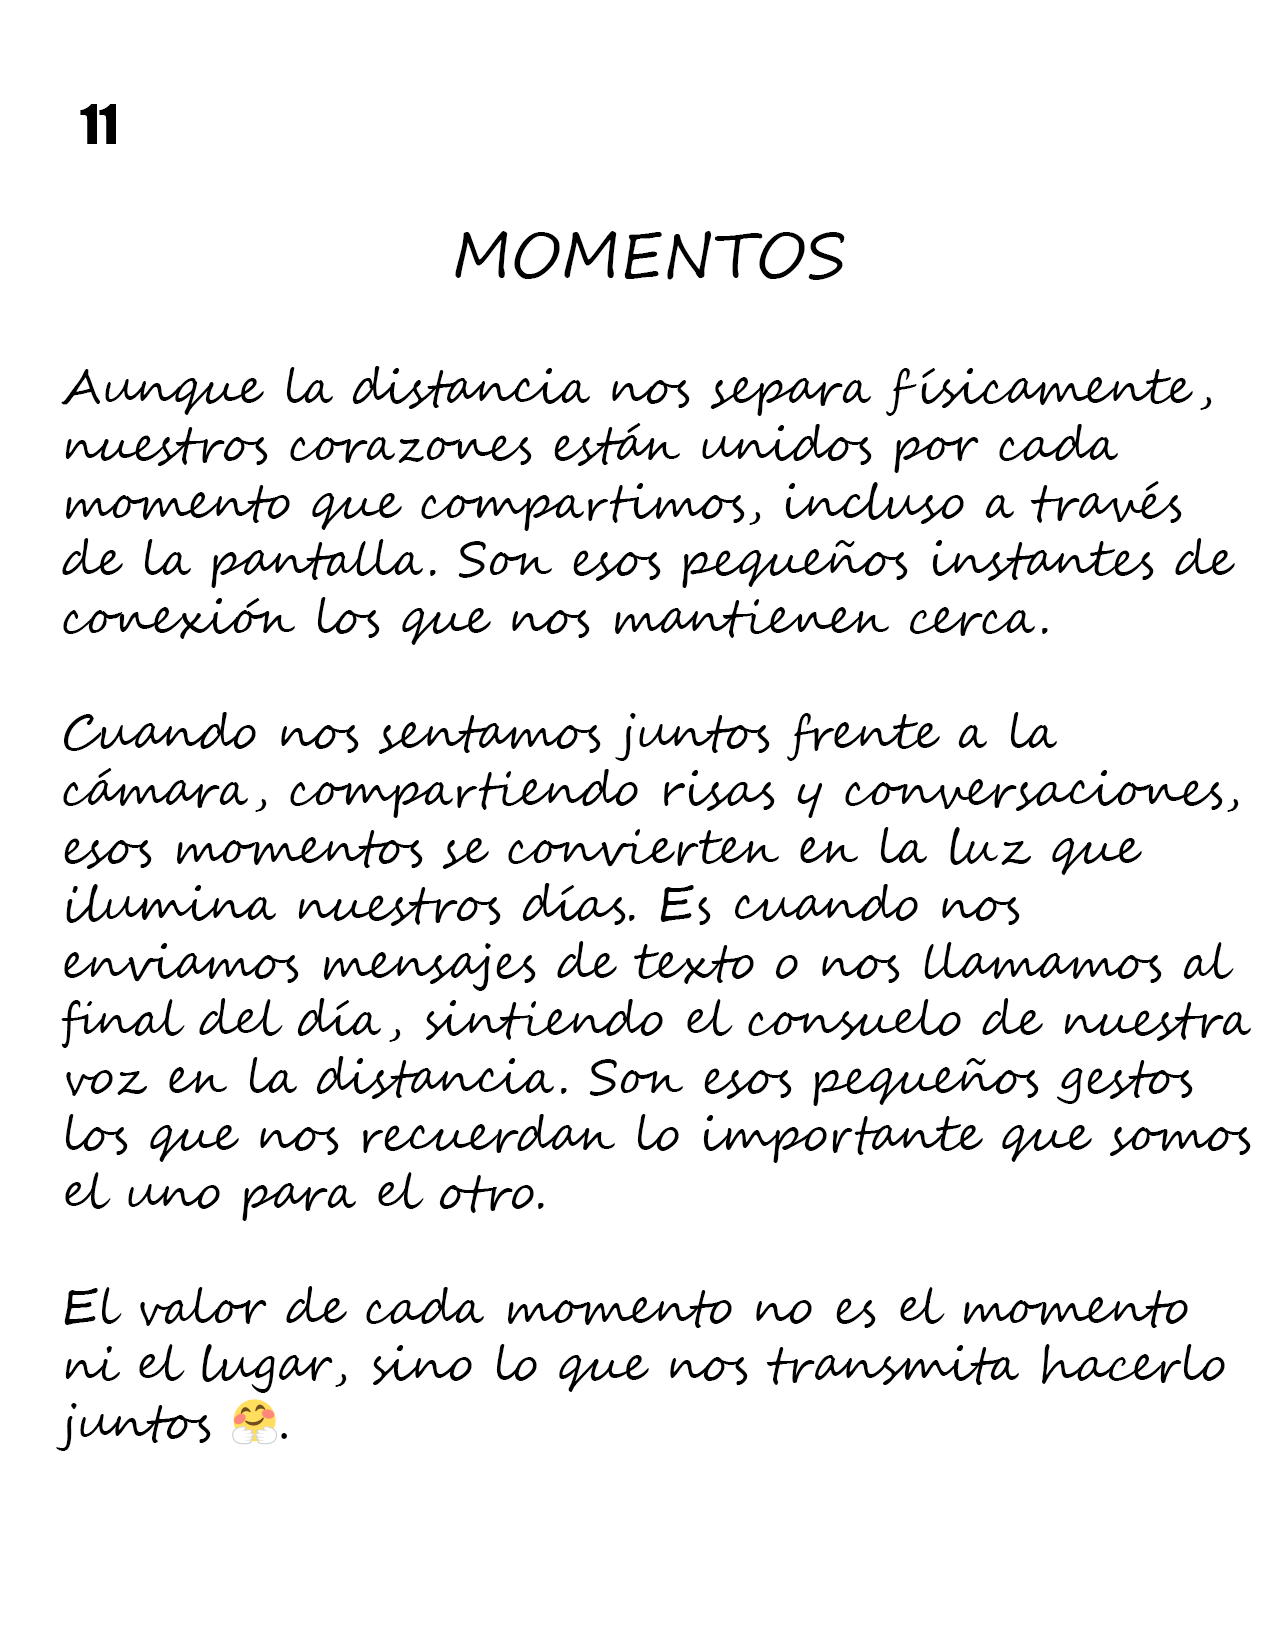 11
MOMENTOS
Aunque la distancia nos separa físicamente,
nuestros corazones están unidos por cada
momento que compartimos, incluso a través
de la pantalla. Son esos pequeños instantes de
conexión los que nos mantienen cerca.
Cuando nos sentamos juntos frente a la
cámara, compartiendo risas y conversaciones,
esos momentos se convierten en la luz que
ilumina nuestros días. Es cuando nos
enviamos mensajes de texto o nos llamamos al
final del día, sintiendo el consuelo de nuestra
voz en la distancia. Son esos pequeños gestos
los que nos recuerdan lo importante que somos
el uno para el otro.
El valor de cada momento no es el momento
ni el lugar, sino lo que nos transmita hacerlo
juntos 🤗.